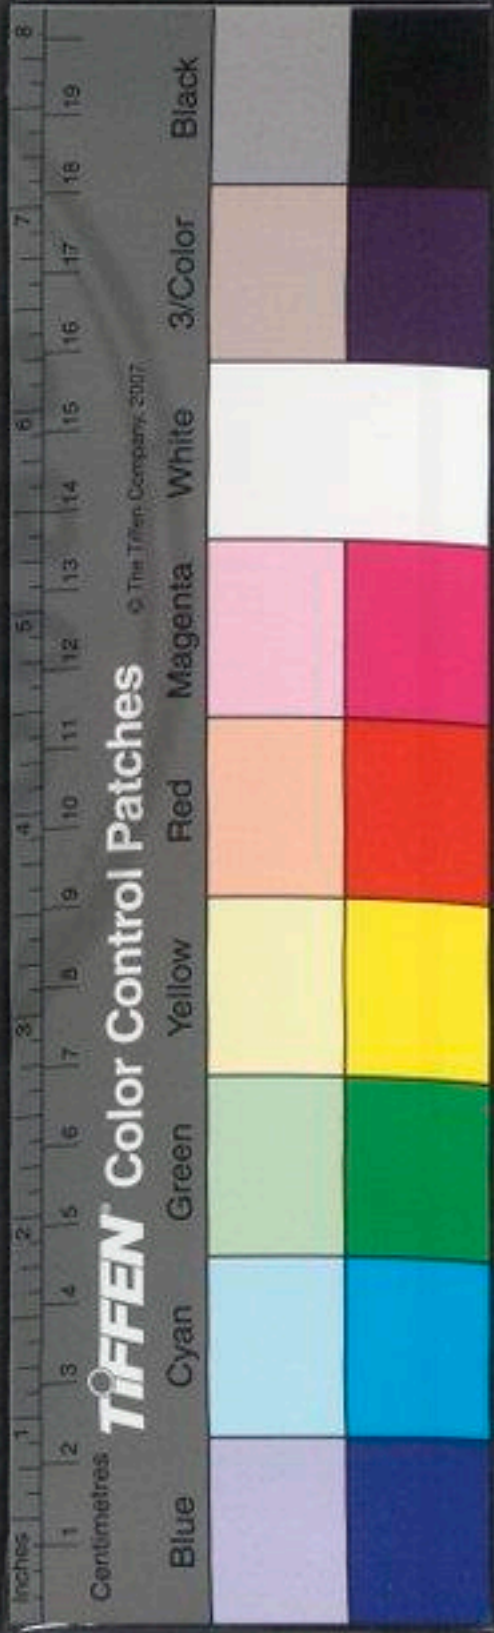 Inches 1 2 3 4 5 6 7 8
Centimetres 1 2 3 4 5 6 7 8 9 10 11 12 13 14 15 16 17 18 19
TIFFEN® Color Control Patches
© The Tiffen Company, 2007
Blue Cyan Green Yellow Red Magenta White 3/Color Black